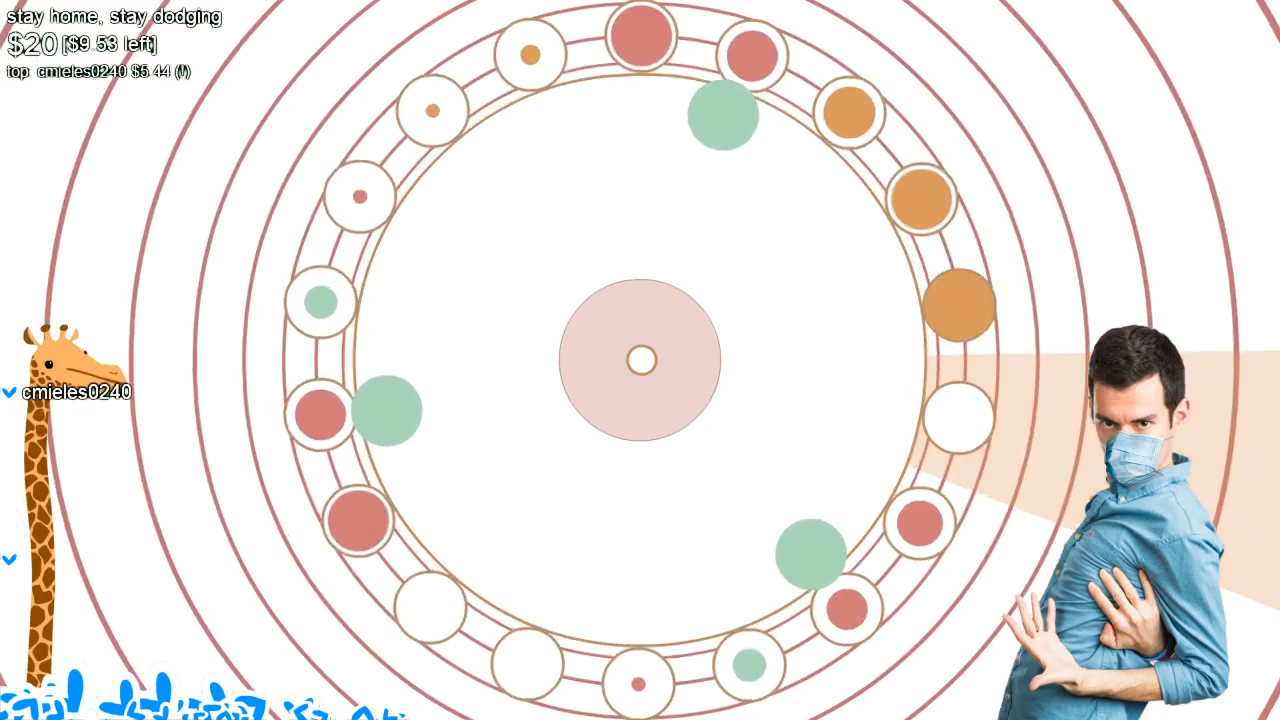 stay home, stay dodging
$20 [$9.53 left]
top cmieles0240 $5.44 (!)
cmieles0240